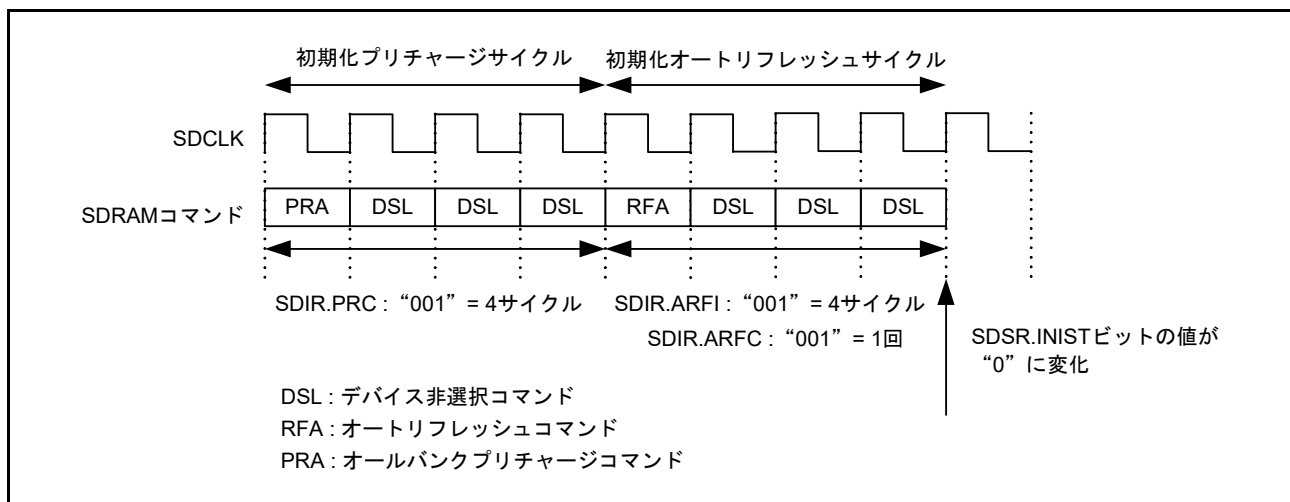 初期化プリチャージサイクル 初期化オートリフレッシュサイクル
SDCLK
SDRAMコマンド PRA DSL DSL DSL RFA DSL DSL DSL
SDIR.PRC : “001” = 4サイクル SDIR.ARFI : “001” = 4サイクル
SDIR.ARFC : “001” = 1回
SDSR.INISTビットの値が
“0” に変化
DSL : デバイス非選択コマンド
RFA : オートリフレッシュコマンド
PRA : オールバンクプリチャージコマンド